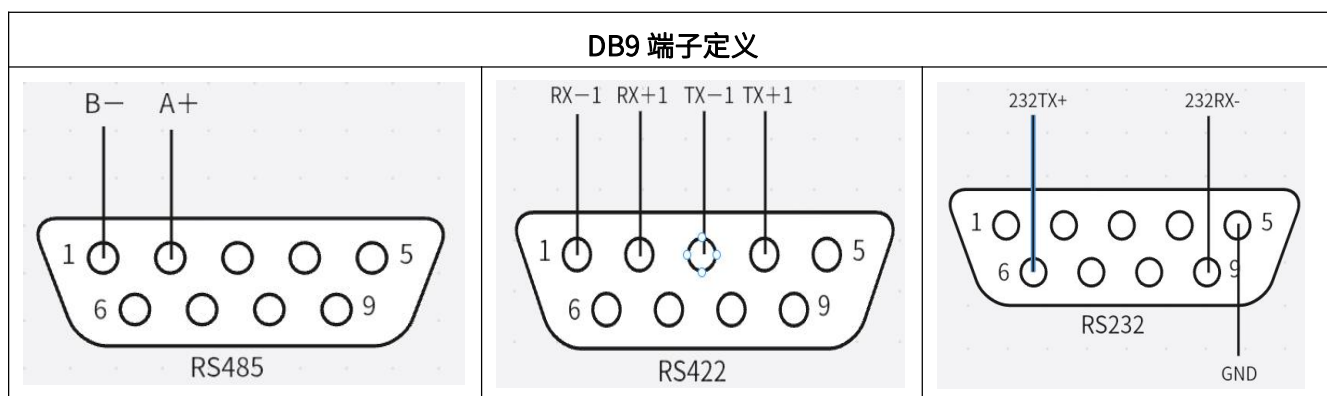 DB9 端子定义
B－ A＋
1 5
6 9
RS485
RX－1 RX+1 TX－1 TX+1
1 5
6 9
RS422
232TX+ 232RX-
1 5
6 9
RS232
GND